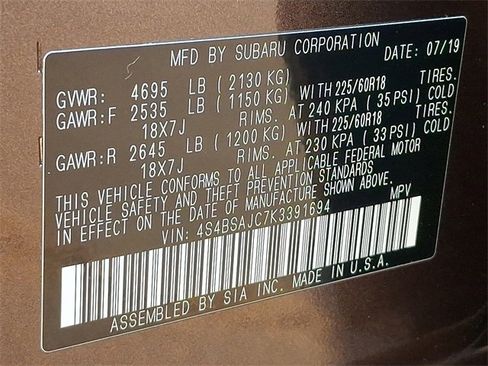 MFD BY SUBARU CORPORATION DATE: 07/19
GVWR: 4695 LB (2130 KG)
GAWR:F 2535 LB (1150 KG) WITH 225/60R18 TIRES.
18X7J RIMS. AT 240 KPA (35 PSI) COLD
GAWR:R 2645 LB (1200 KG) WITH 225/60R18 TIRES.
18X7J RIMS. AT 230 KPA (33 PSI) COLD
THIS VEHICLE CONFORMS TO ALL APPLICABLE FEDERAL MOTOR
VEHICLE SAFETY AND THEFT PREVENTION STANDARDS
IN EFFECT ON THE DATE OF MANUFACTURE SHOWN ABOVE.
VIN: 4S4BSAJC7K3391694 MPV
ASSEMBLED BY SIA INC. MADE IN U.S.A.